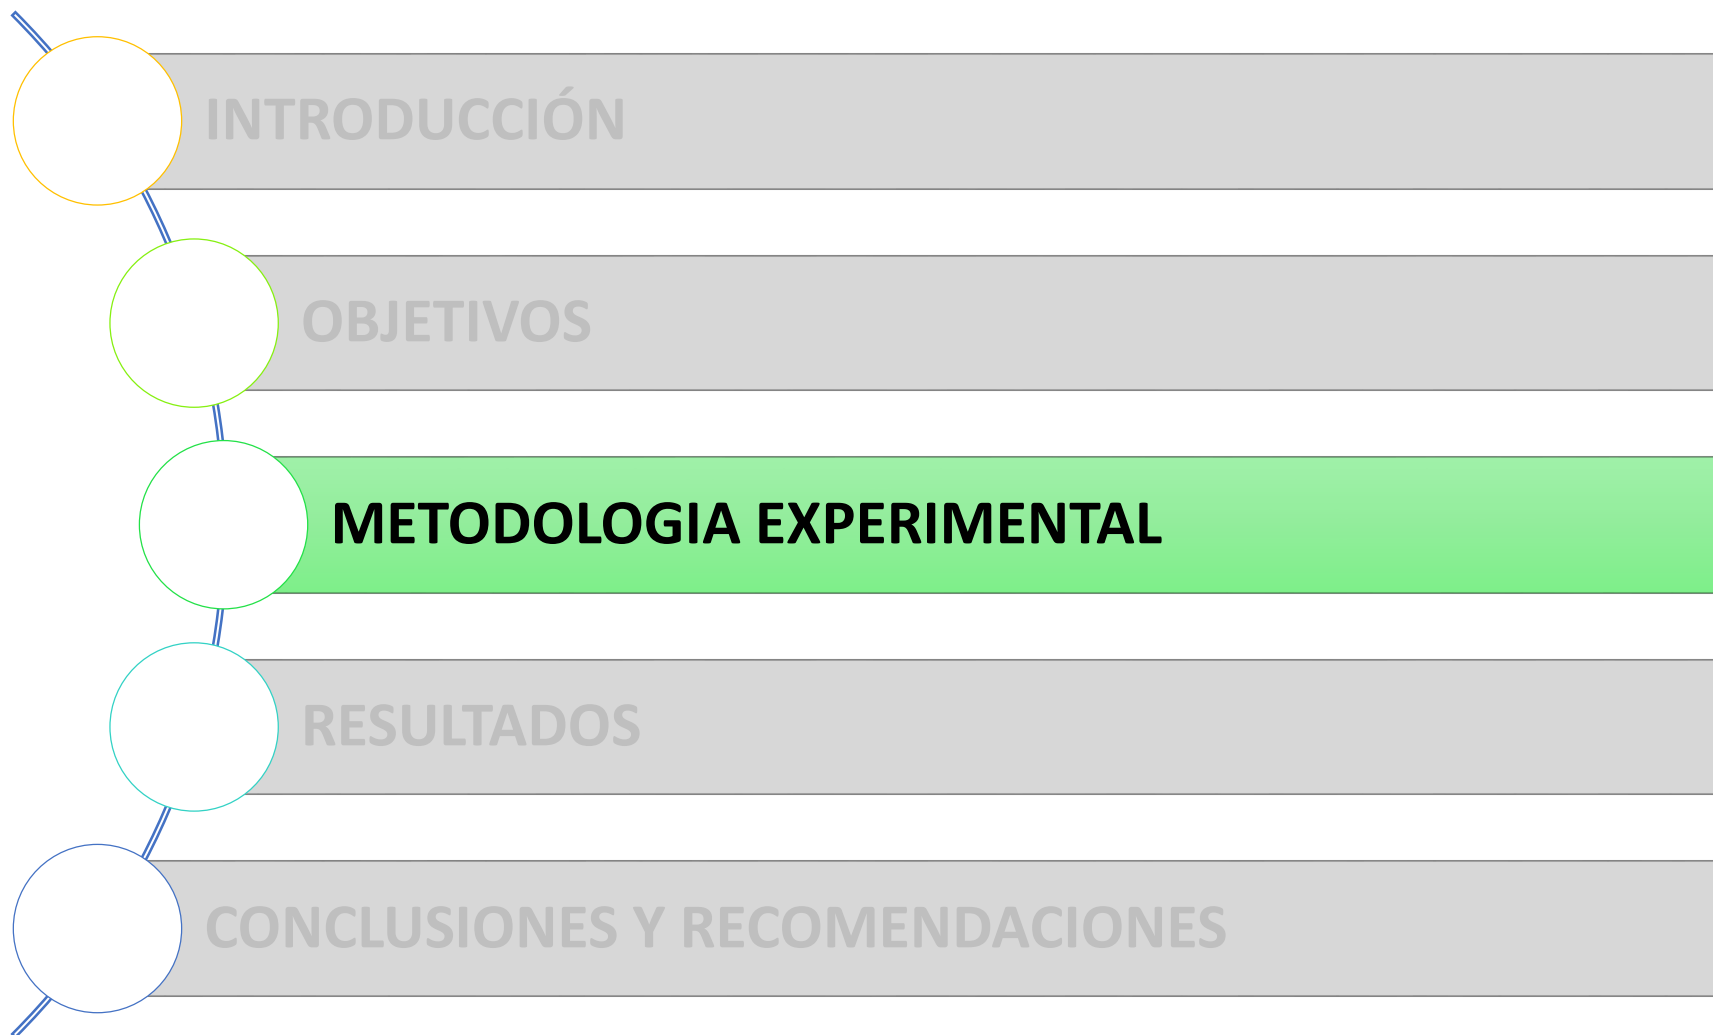 INTRODUCCIÓN
OBJETIVOS
METODOLOGIA EXPERIMENTAL
RESULTADOS
CONCLUSIONES Y RECOMENDACIONES